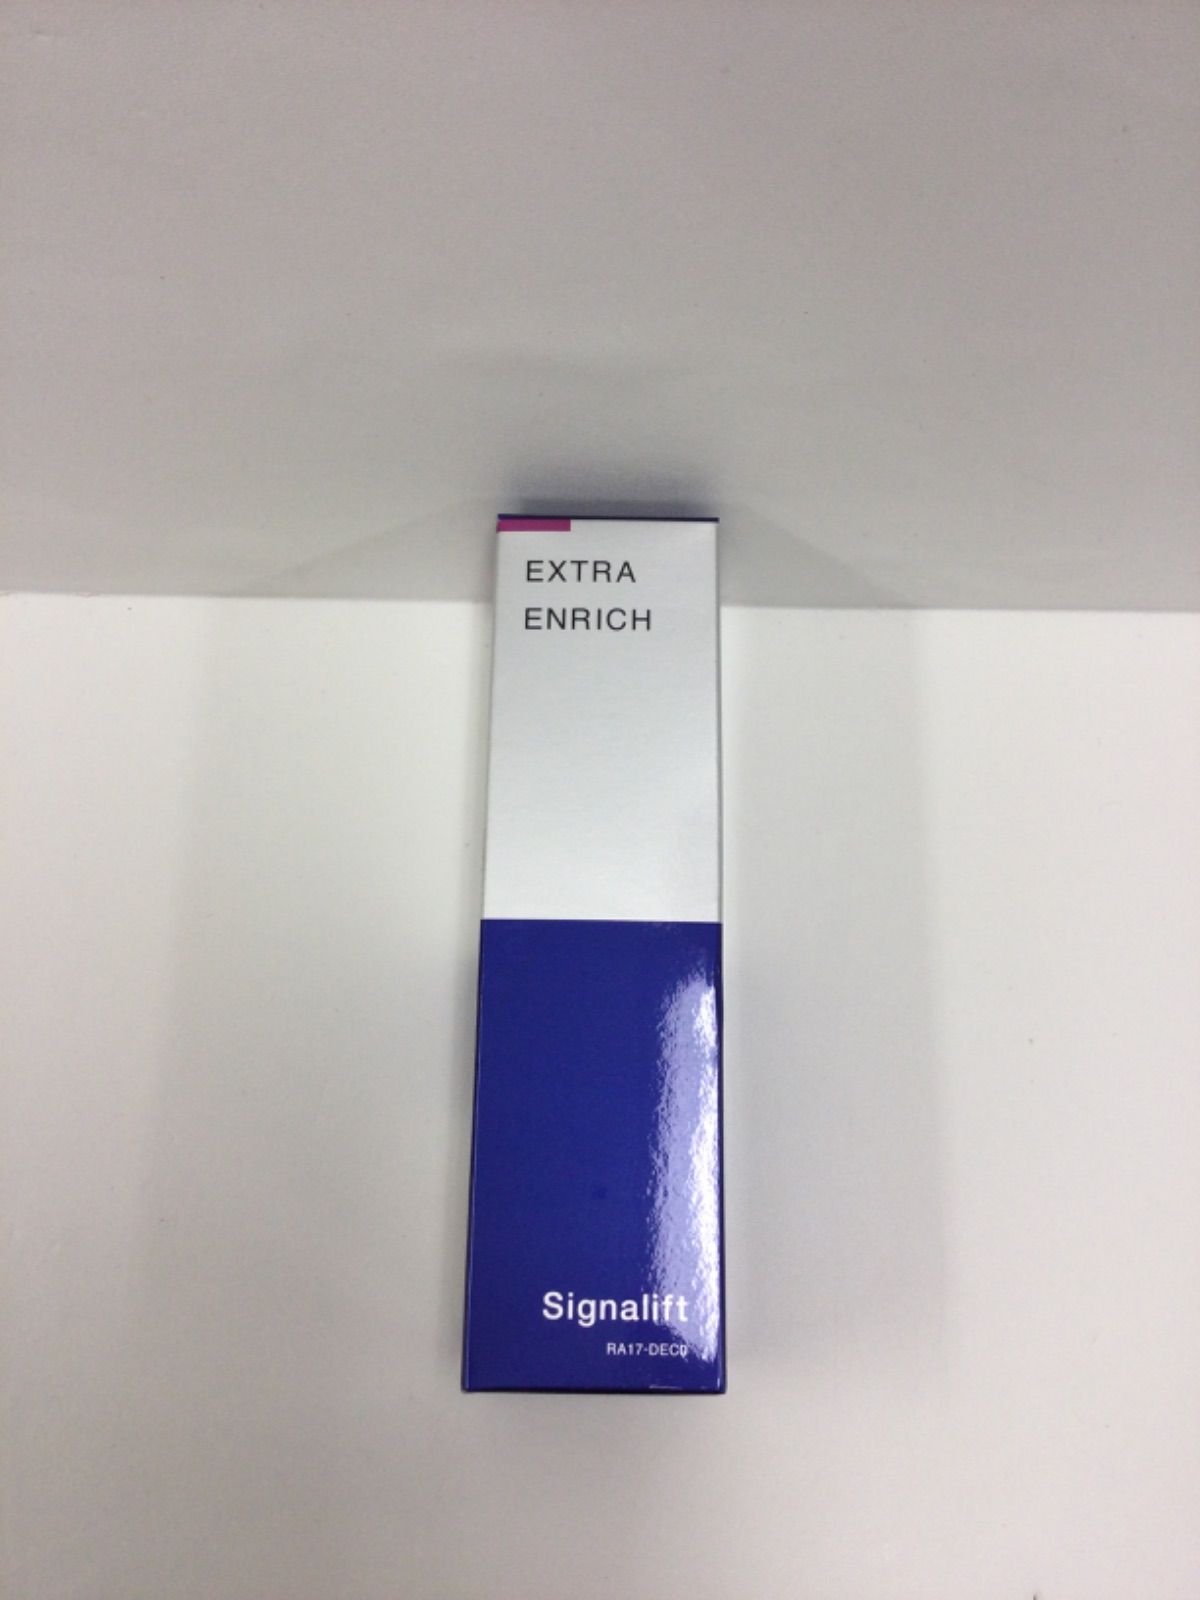 EXTRA
ENRICH
Signalift
RA17-DEC0